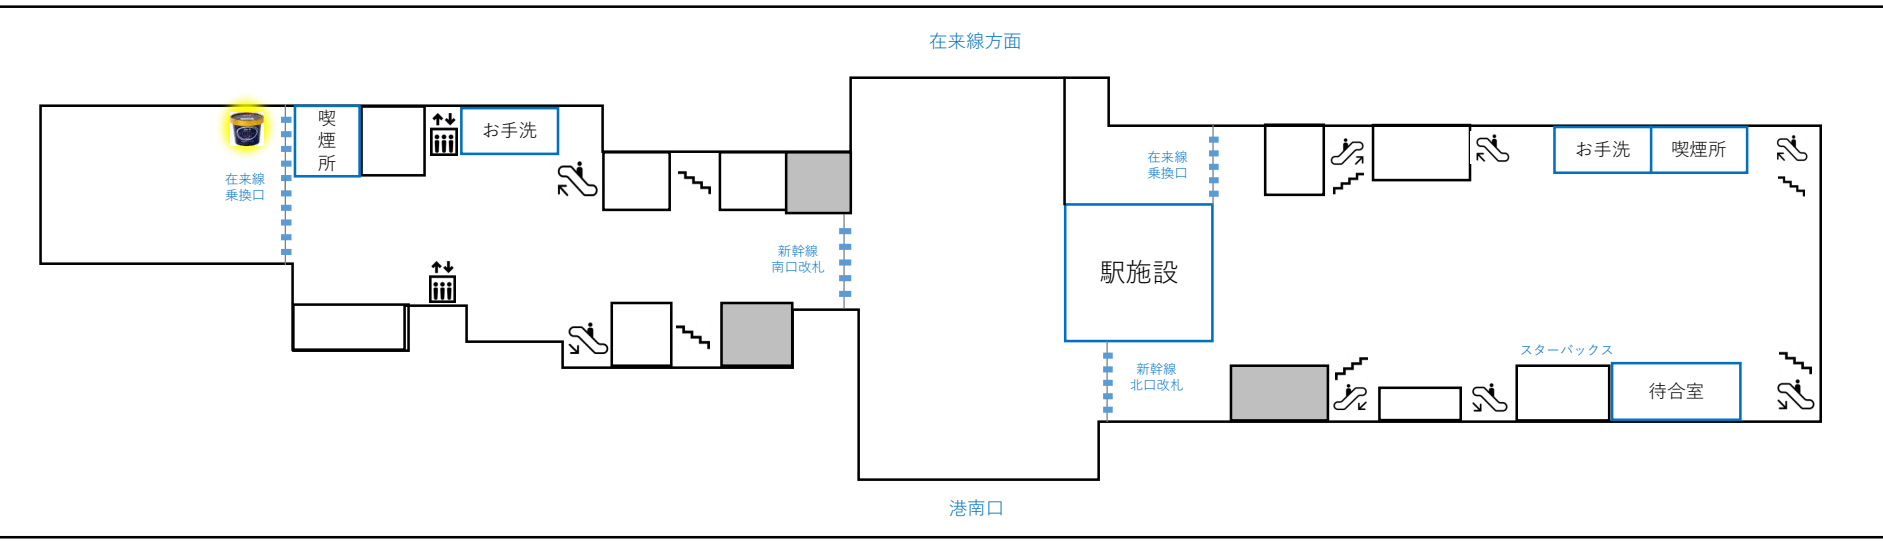 在来線方面
喫
煙
所
お手洗
在来線
乗換口
新幹線
南口改札
在来線
乗換口
お手洗
喫煙所
駅施設
新幹線
北口改札
スターバックス
待合室
港南口